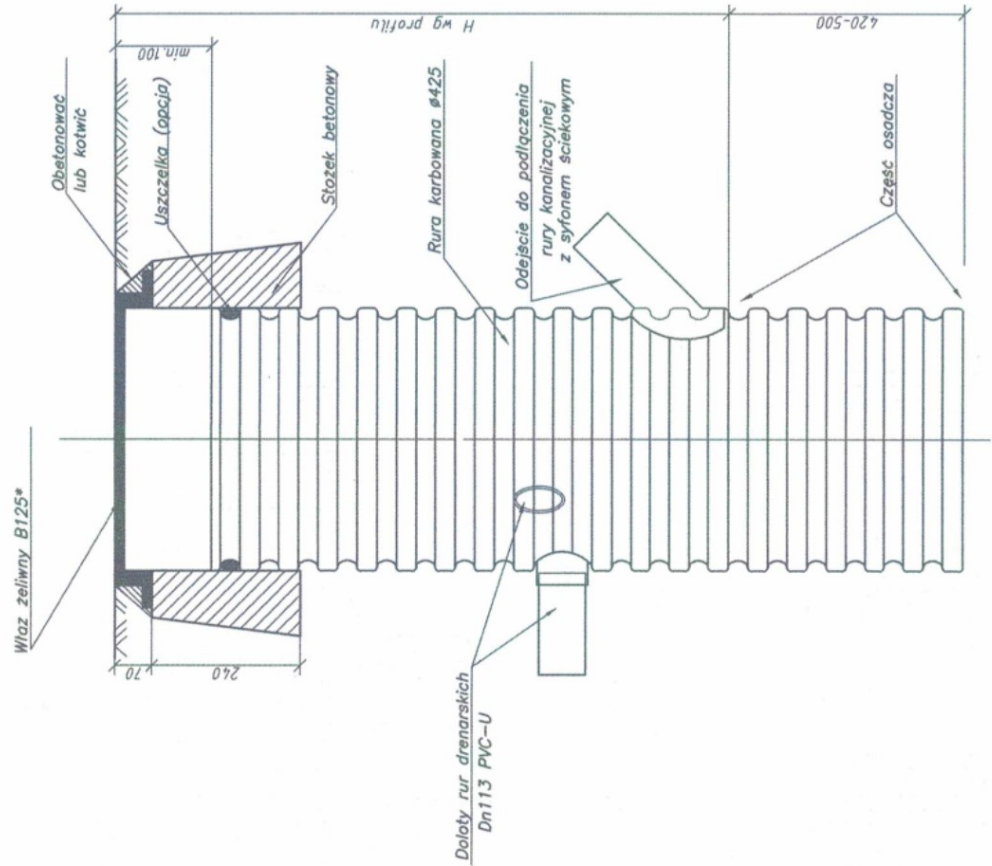 Właz żeliwny B125*
Obetonować
lub kotwić
Uszczelka (opcja)
Stożek betonowy
Rura karbowana ø425
Odejście do podłączenia
rury kanalizacyjnej
z syfonem ściekowym
Część osadcza
Doloty rur drenarskich
Dn113 PVC-U
70
240
min.100
H wg profilu
420-500